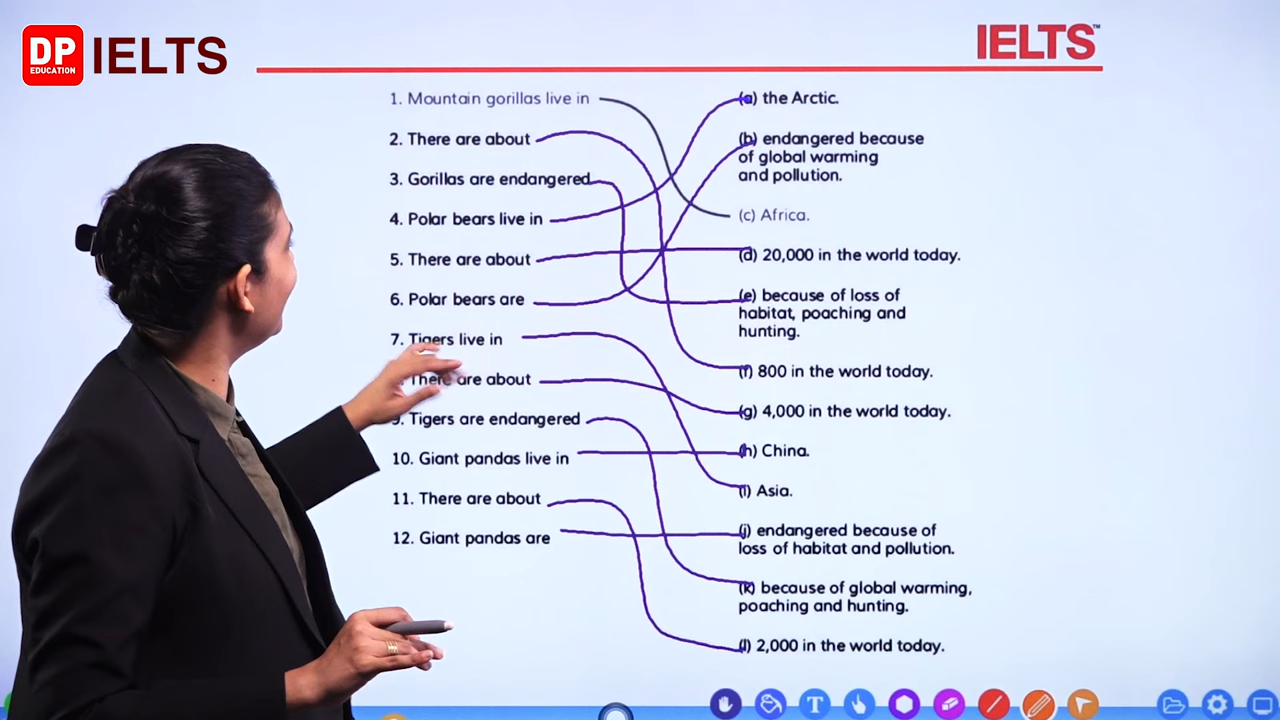 DP
EDUCATION
IELTS
IELTS™
1. Mountain gorillas live in
2. There are about
3. Gorillas are endangered
4. Polar bears live in
5. There are about
6. Polar bears are
7. Tigers live in
There are about
9. Tigers are endangered
10. Giant pandas live in
11. There are about
12. Giant pandas are
(a) the Arctic.
(b) endangered because
of global warming
and pollution.
(c) Africa.
(d) 20,000 in the world today.
(e) because of loss of
habitat, poaching and
hunting.
(f) 800 in the world today.
(g) 4,000 in the world today.
(h) China.
(i) Asia.
(j) endangered because of
loss of habitat and pollution.
(k) because of global warming,
poaching and hunting.
(l) 2,000 in the world today.
T